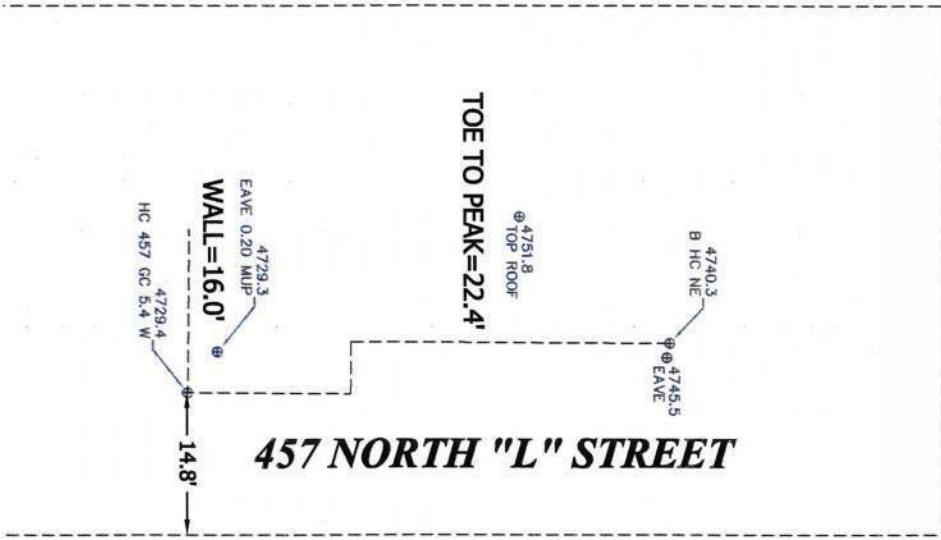 TOE TO PEAK=22.4'
4751.8
TOP ROOF
4740.3
B HC NE
4745.5
EAVE
4729.3
EAVE 0.20 MUP
WALL=16.0'
4729.4
HC 457 GC 5.4 W
14.8'
457 NORTH "L" STREET